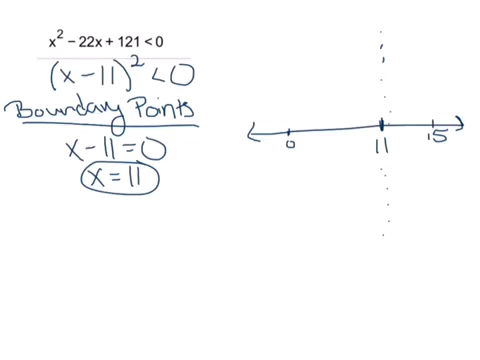 x² − 22x + 121 < 0
(x − 11)² < 0
Boundary Points
x − 11 = 0
x = 11
0 11 15